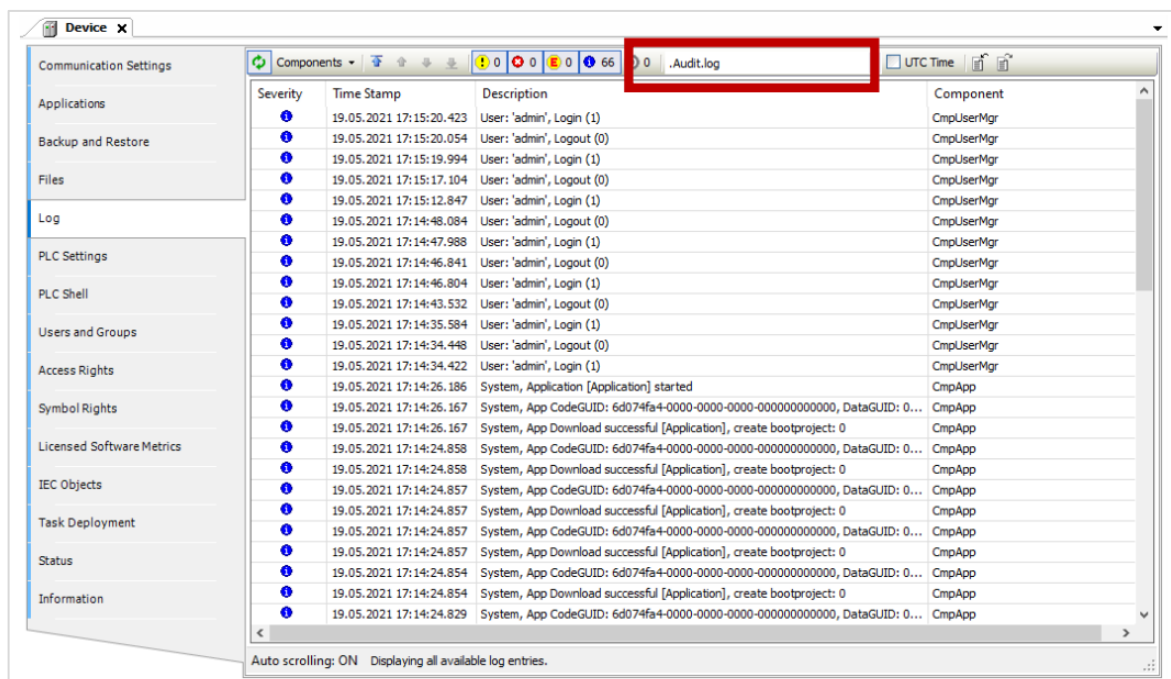 Device X
Communication Settings
Applications
Backup and Restore
Files
Log
PLC Settings
PLC Shell
Users and Groups
Access Rights
Symbol Rights
Licensed Software Metrics
IEC Objects
Task Deployment
Status
Information
Components 0 0 0 66 0 .Audit.log UTC Time
Severity Time Stamp Description Component
19.05.2021 17:15:20.423 User: 'admin', Login (1) CmpUserMgr
19.05.2021 17:15:20.054 User: 'admin', Logout (0) CmpUserMgr
19.05.2021 17:15:19.994 User: 'admin', Login (1) CmpUserMgr
19.05.2021 17:15:17.104 User: 'admin', Logout (0) CmpUserMgr
19.05.2021 17:15:12.847 User: 'admin', Login (1) CmpUserMgr
19.05.2021 17:14:48.084 User: 'admin', Logout (0) CmpUserMgr
19.05.2021 17:14:47.988 User: 'admin', Login (1) CmpUserMgr
19.05.2021 17:14:46.841 User: 'admin', Logout (0) CmpUserMgr
19.05.2021 17:14:46.804 User: 'admin', Login (1) CmpUserMgr
19.05.2021 17:14:43.532 User: 'admin', Logout (0) CmpUserMgr
19.05.2021 17:14:35.584 User: 'admin', Login (1) CmpUserMgr
19.05.2021 17:14:34.448 User: 'admin', Logout (0) CmpUserMgr
19.05.2021 17:14:34.422 User: 'admin', Login (1) CmpUserMgr
19.05.2021 17:14:26.186 System, Application [Application] started CmpApp
19.05.2021 17:14:26.167 System, App CodeGUID: 6d074fa4-0000-0000-0000-000000000000, DataGUID: 0... CmpApp
19.05.2021 17:14:26.167 System, App Download successful [Application], create bootproject: 0 CmpApp
19.05.2021 17:14:24.858 System, App CodeGUID: 6d074fa4-0000-0000-0000-000000000000, DataGUID: 0... CmpApp
19.05.2021 17:14:24.858 System, App Download successful [Application], create bootproject: 0 CmpApp
19.05.2021 17:14:24.857 System, App CodeGUID: 6d074fa4-0000-0000-0000-000000000000, DataGUID: 0... CmpApp
19.05.2021 17:14:24.857 System, App Download successful [Application], create bootproject: 0 CmpApp
19.05.2021 17:14:24.857 System, App CodeGUID: 6d074fa4-0000-0000-0000-000000000000, DataGUID: 0... CmpApp
19.05.2021 17:14:24.857 System, App Download successful [Application], create bootproject: 0 CmpApp
19.05.2021 17:14:24.854 System, App CodeGUID: 6d074fa4-0000-0000-0000-000000000000, DataGUID: 0... CmpApp
19.05.2021 17:14:24.854 System, App Download successful [Application], create bootproject: 0 CmpApp
19.05.2021 17:14:24.829 System, App CodeGUID: 6d074fa4-0000-0000-0000-000000000000, DataGUID: 0... CmpApp
Auto scrolling: ON Displaying all available log entries.